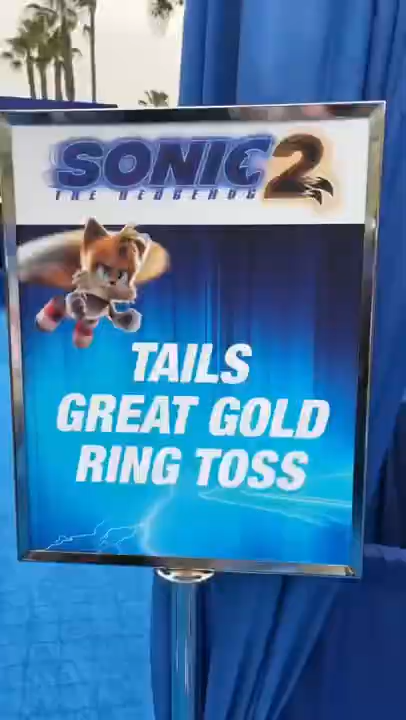 SONIC 2
THE HEDGEHOG
TAILS
GREAT GOLD
RING TOSS